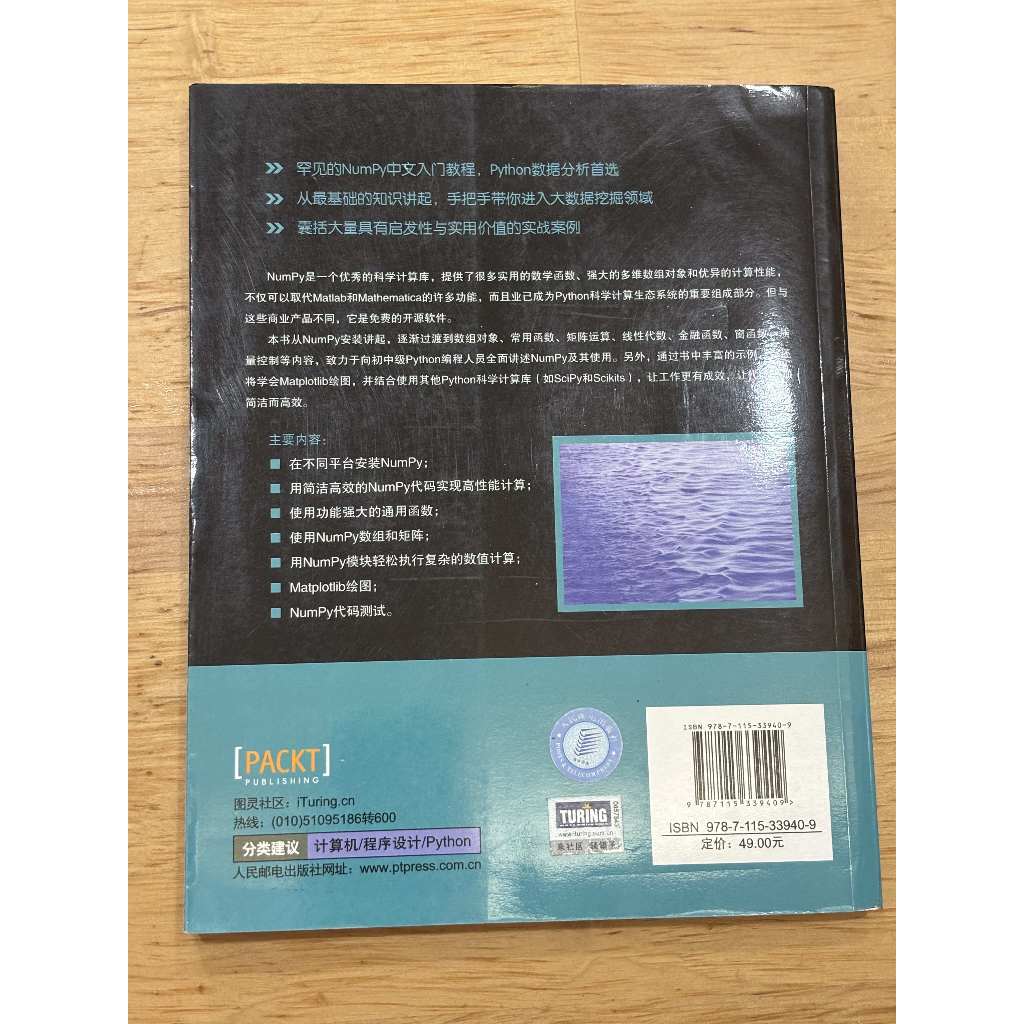 罕见的NumPy中文入门教程，Python数据分析首选
从最基础的知识讲起，手把手带你进入大数据挖掘领域
囊括大量具有启发性与实用价值的实战案例
NumPy是一个优秀的科学计算库，提供了很多实用的数学函数、强大的多维数组对象和优异的计算性能，
不仅可以取代Matlab和Mathematica的许多功能，而且业已成为Python科学计算生态系统的重要组成部分。但与
这些商业产品不同，它是免费的开源软件。
本书从NumPy安装讲起，逐渐过渡到数组对象、常用函数、矩阵运算、线性代数、金融函数、窗函数
量控制等内容，致力于向初中级Python编程人员全面讲述NumPy及其使用。另外，通过书中丰富的示例，
将学会Matplotlib绘图，并结合使用其他Python科学计算库（如SciPy和Scikits），让工作更有成效，让代
简洁而高效。
主要内容：
在不同平台安装NumPy；
用简洁高效的NumPy代码实现高性能计算；
使用功能强大的通用函数；
使用NumPy数组和矩阵；
用NumPy模块轻松执行复杂的数值计算；
Matplotlib绘图；
NumPy代码测试。
[PACKT]
PUBLISHING
图灵社区：iTuring.cn
热线：(010)51095186转600
分类建议 计算机/程序设计/Python
人民邮电出版社网址：www.ptpress.com.cn
TURING
www.turing.com.cn
ISBN 978-7-115-33940-9
9 787115 339409>
ISBN 978-7-115-33940-9
定价：49.00元